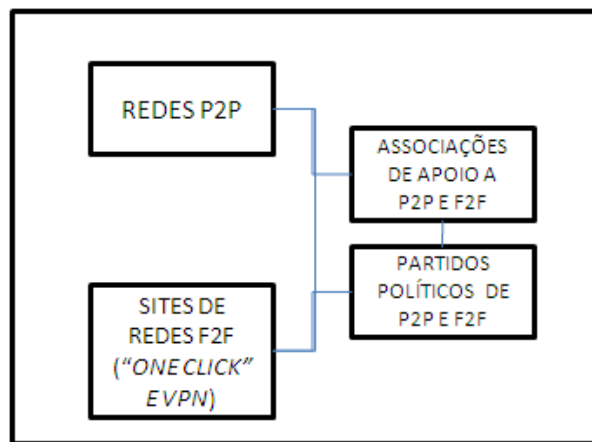 REDES P2P
ASSOCIAÇÕES
DE APOIO A
P2P E F2F
PARTIDOS
POLÍTICOS DE
P2P E F2F
SITES DE
REDES F2F
("ONE CLICK"
E VPN)